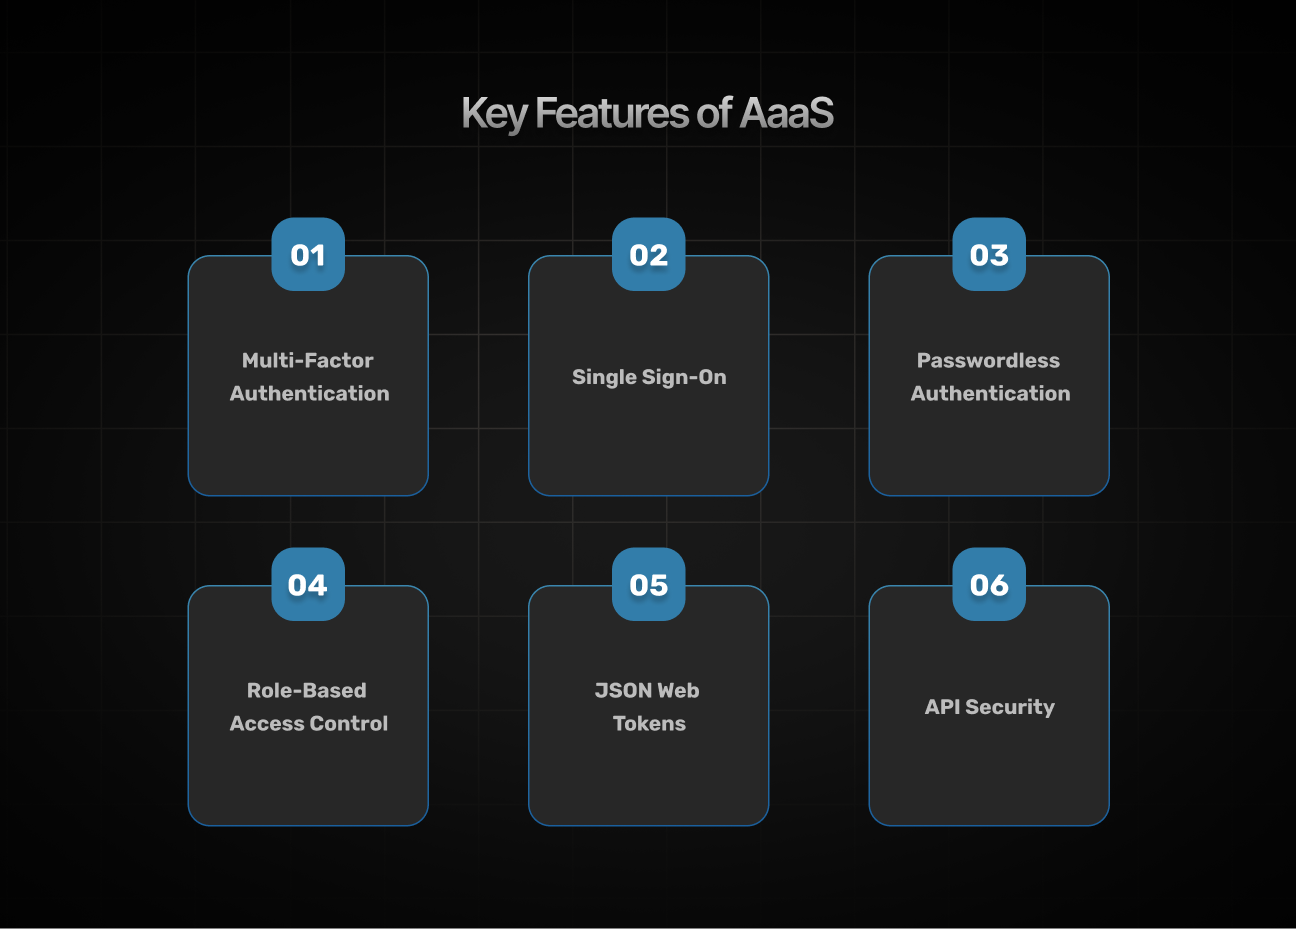 Key Features of AaaS
01
Multi-Factor
Authentication
02
Single Sign-On
03
Passwordless
Authentication
04
Role-Based
Access Control
05
JSON Web
Tokens
06
API Security